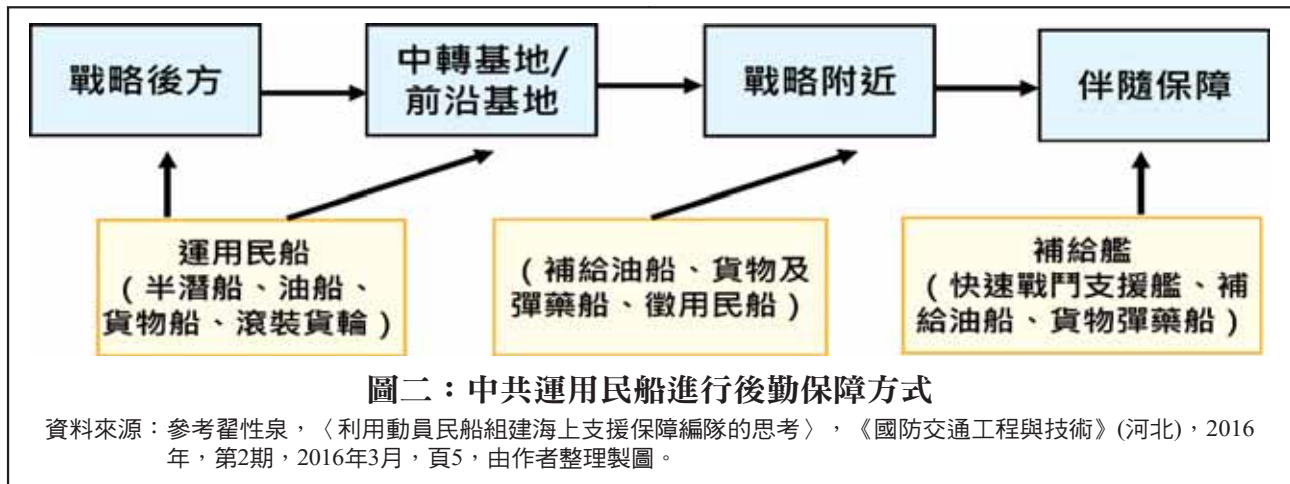 戰略後方
中轉基地/
前沿基地
戰略附近
伴隨保障
運用民船
（半潛船、油船、
貨物船、滾裝貨輪）
（補給油船、貨物及
彈藥船、徵用民船）
補給艦
（快速戰鬥支援艦、補
給油船、貨物彈藥船）
圖二：中共運用民船進行後勤保障方式
資料來源：參考翟性泉，〈利用動員民船組建海上支援保障編隊的思考〉，《國防交通工程與技術》(河北)，2016
年，第2期，2016年3月，頁5，由作者整理製圖。